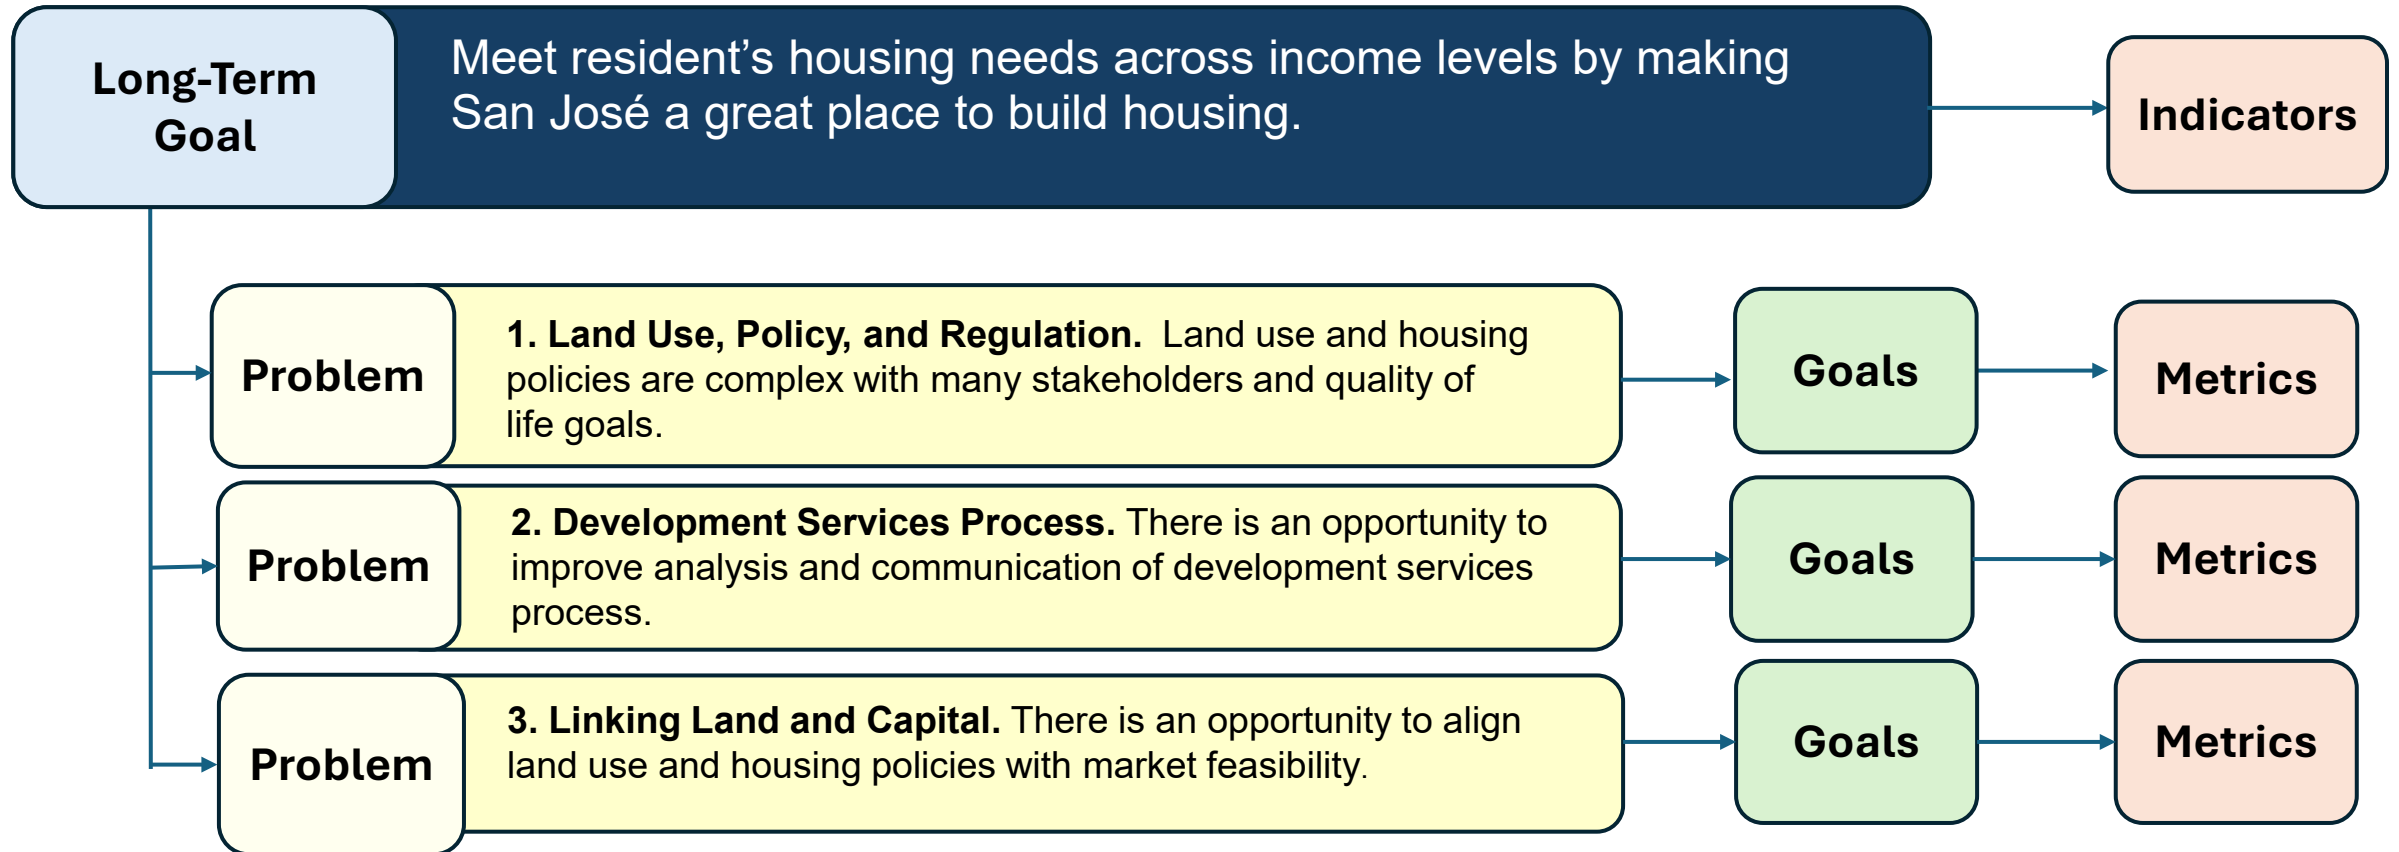 Long-Term
Goal
Meet resident’s housing needs across income levels by making
San José a great place to build housing.
Indicators
Problem
1. Land Use, Policy, and Regulation.  Land use and housing
policies are complex with many stakeholders and quality of
life goals.
Goals
Metrics
Problem
2. Development Services Process. There is an opportunity to
improve analysis and communication of development services
process.
Goals
Metrics
Problem
3. Linking Land and Capital. There is an opportunity to align
land use and housing policies with market feasibility.
Goals
Metrics